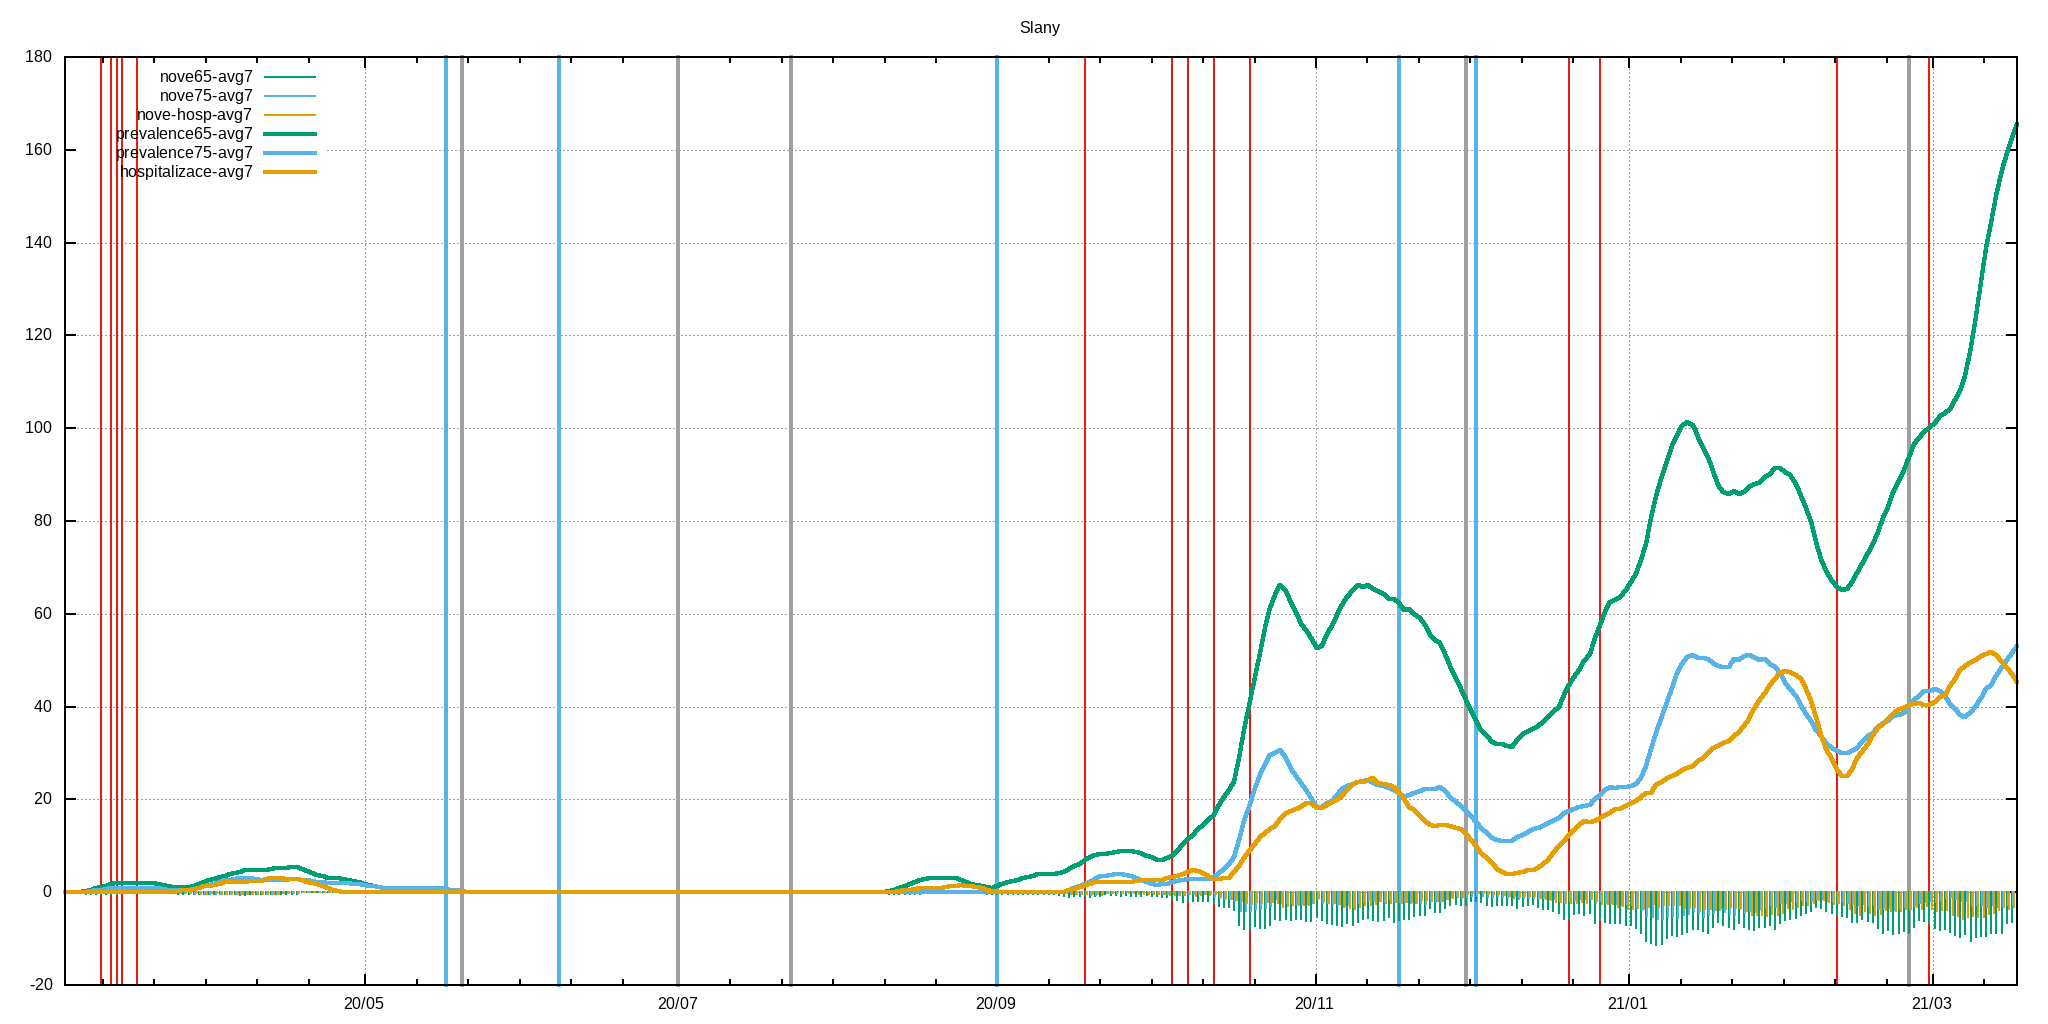 Slany
180
160
140
120
100
80
60
40
20
0
-20
nove65-avg7
nove75-avg7
nove-hosp-avg7
prevalence65-avg7
prevalence75-avg7
hospitalizace-avg7
20/05 20/07 20/09 20/11 21/01 21/03